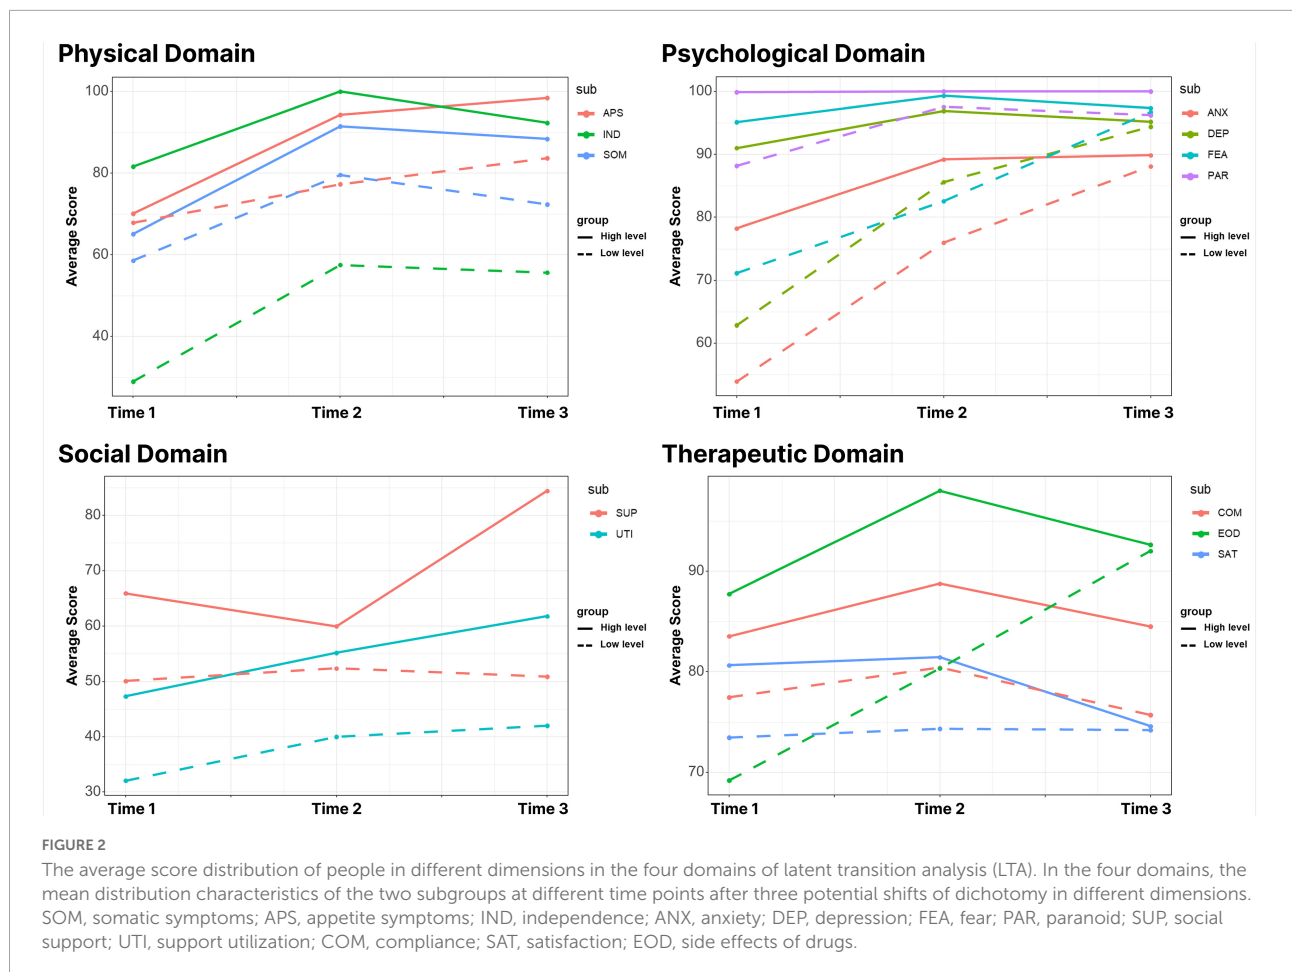 Physical Domain
100
80
60
40
Average Score
Time 1
Time 2
Time 3
sub
APS
IND
SOM
group
High level
Low level
Psychological Domain
100
90
80
70
60
Average Score
Time 1
Time 2
Time 3
sub
ANX
DEP
FEA
PAR
group
High level
Low level
Social Domain
80
70
60
50
40
30
Average Score
Time 1
Time 2
Time 3
sub
SUP
UTI
group
High level
Low level
Therapeutic Domain
90
80
70
Average Score
Time 1
Time 2
Time 3
sub
COM
EOD
SAT
group
High level
Low level
FIGURE 2
The average score distribution of people in different dimensions in the four domains of latent transition analysis (LTA). In the four domains, the
mean distribution characteristics of the two subgroups at different time points after three potential shifts of dichotomy in different dimensions.
SOM, somatic symptoms; APS, appetite symptoms; IND, independence; ANX, anxiety; DEP, depression; FEA, fear; PAR, paranoid; SUP, social
support; UTI, support utilization; COM, compliance; SAT, satisfaction; EOD, side effects of drugs.